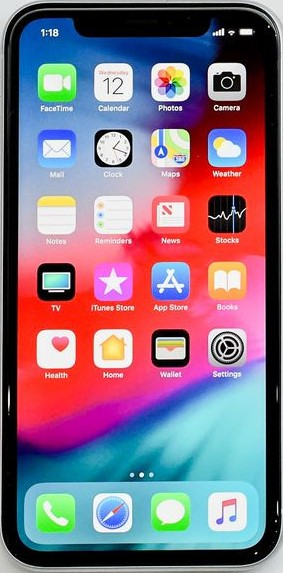 1:18
Wednesday
12
FaceTime Calendar Photos Camera
Mail Clock Maps Weather
Notes Reminders News Stocks
TV iTunes Store App Store Books
Health Home Wallet Settings